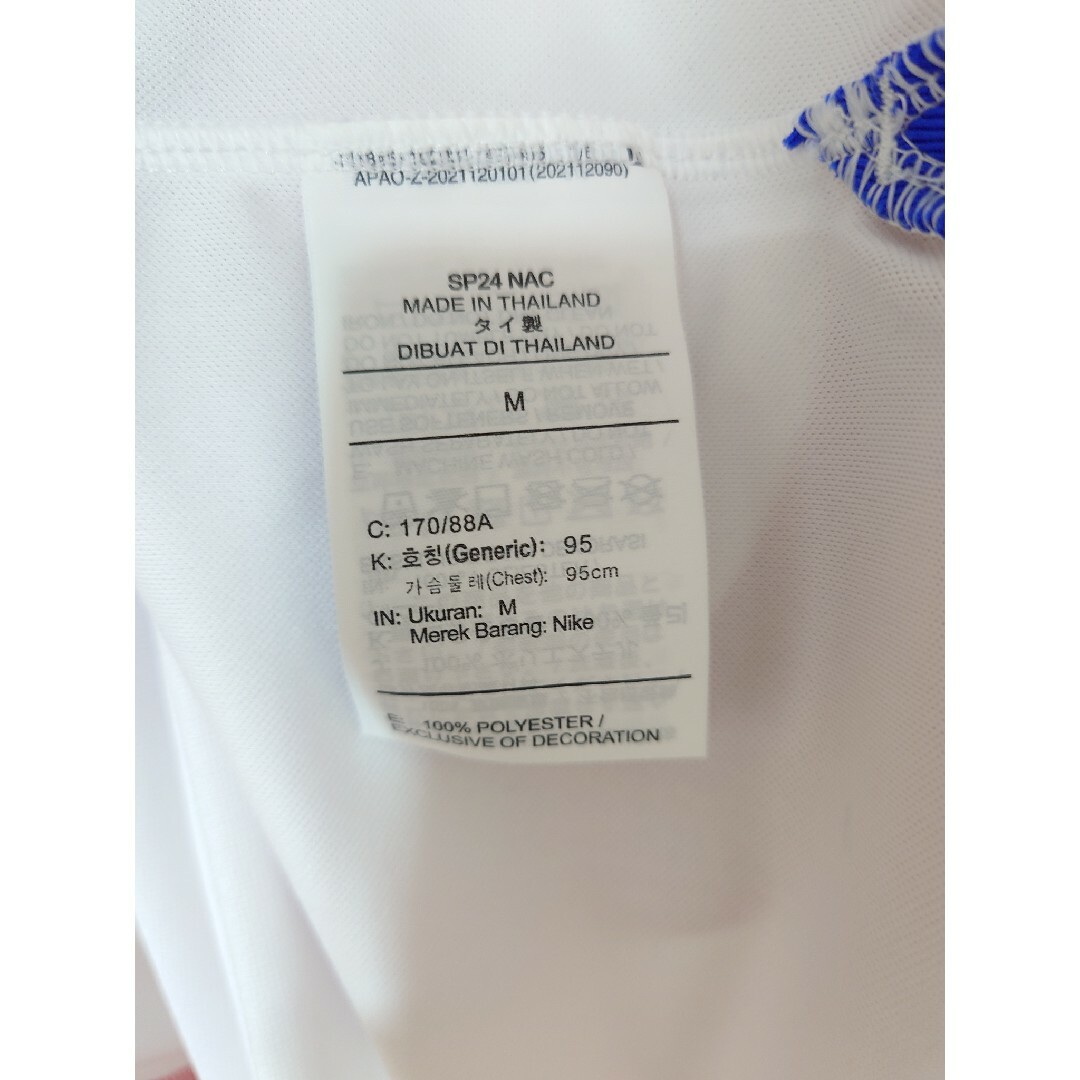 APAO-Z-2021120101(202112090)
SP24 NAC
MADE IN THAILAND
タイ製
DIBUAT DI THAILAND
M
C: 170/88A
K: 호칭(Generic): 95
가슴둘레(Chest): 95cm
IN: Ukuran: M
Merek Barang: Nike
E: 100% POLYESTER /
EXCLUSIVE OF DECORATION